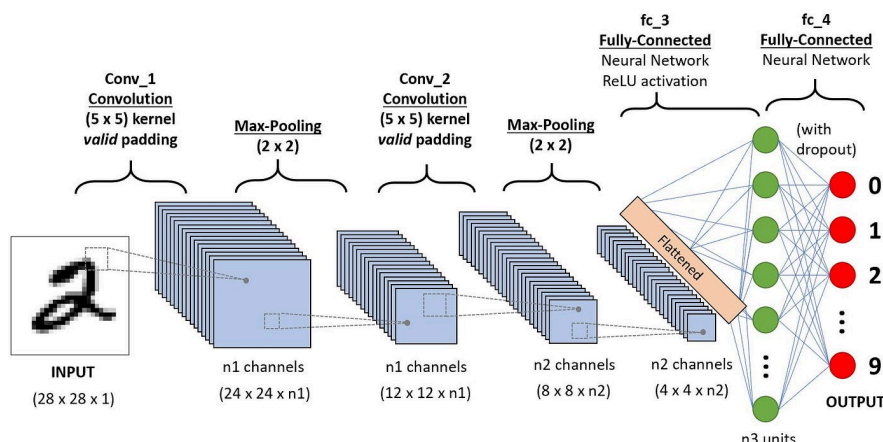 fc_3
Fully-Connected
Neural Network
ReLU activation
fc_4
Fully-Connected
Neural Network
Conv_1
Convolution
(5 x 5) kernel
valid padding
Max-Pooling
(2 x 2)
Conv_2
Convolution
(5 x 5) kernel
valid padding
Max-Pooling
(2 x 2)
(with
dropout)
Flattened
0
1
2
9
INPUT
(28 x 28 x 1)
n1 channels
(24 x 24 x n1)
n1 channels
(12 x 12 x n1)
n2 channels
(8 x 8 x n2)
n2 channels
(4 x 4 x n2)
OUTPUT
n3 units
2